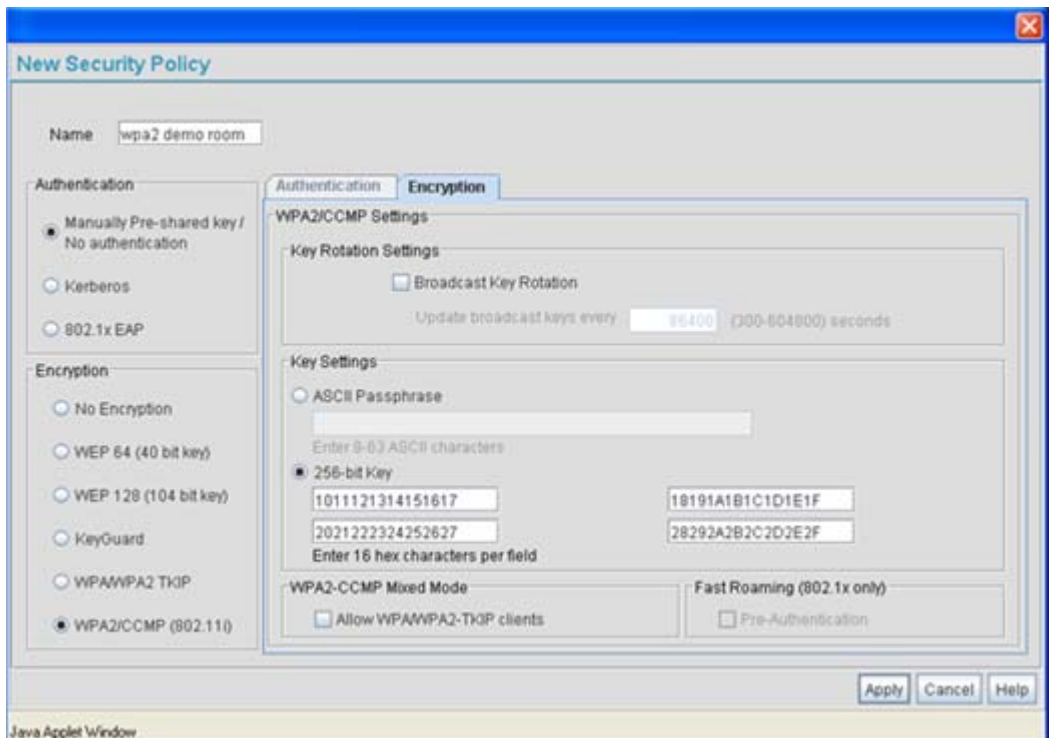 New Security Policy
Name wpa2 demo room
Authentication
Manually Pre-shared key /
No authentication
Kerberos
802.1x EAP
Encryption
No Encryption
WEP 64 (40 bit key)
WEP 128 (104 bit key)
KeyGuard
WPA/WPA2 TKIP
WPA2/CCMP (802.11i)
Authentication Encryption
WPA2/CCMP Settings
Key Rotation Settings
Broadcast Key Rotation
Update broadcast keys every 86400 (300-604800) seconds
Key Settings
ASCII Passphrase
Enter 8-63 ASCII characters
256-bit Key
1011121314151617 18191A1B1C1D1E1F
2021222324252627 28292A2B2C2D2E2F
Enter 16 hex characters per field
WPA2-CCMP Mixed Mode
Allow WPA/WPA2-TKIP clients
Fast Roaming (802.1x only)
Pre-Authentication
Apply Cancel Help
Java Applet Window